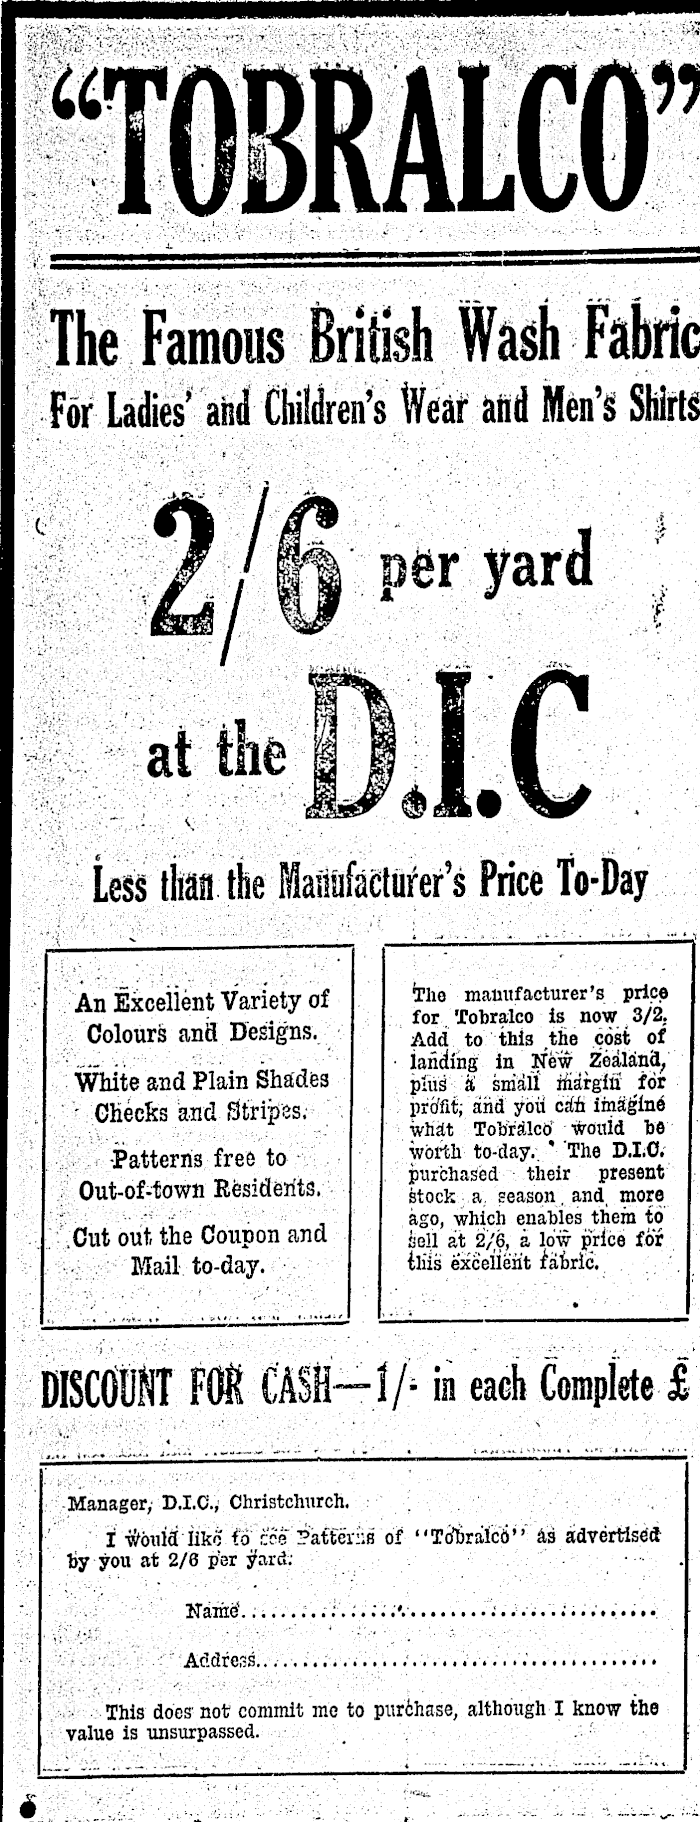 "TOBRALCO"
The Famous British Wash Fabric
For Ladies' and Children's Wear and Men's Shirts
2/6 per yard
at the D.I.C
Less than the Manufacturer's Price To-Day
An Excellent Variety of
Colours and Designs.
White and Plain Shades
Checks and Stripes.
Patterns free to
Out-of-town Residents.
Cut out the Coupon and
Mail to-day.
The manufacturer's price
for Tobralco is now 3/2.
Add to this the cost of
landing in New Zealand,
plus a small margin for
profit; and you can imagine
what Tobralco would be
worth to-day. The D.I.C.
purchased their present
stock a season and more
ago, which enables them to
sell at 2/6, a low price for
this excellent fabric.
DISCOUNT FOR CASH—1/- in each Complete £
Manager, D.I.C., Christchurch.
I would like to see Patterns of "Tobralco" as advertised
by you at 2/6 per yard.
Name
Address
This does not commit me to purchase, although I know the
value is unsurpassed.